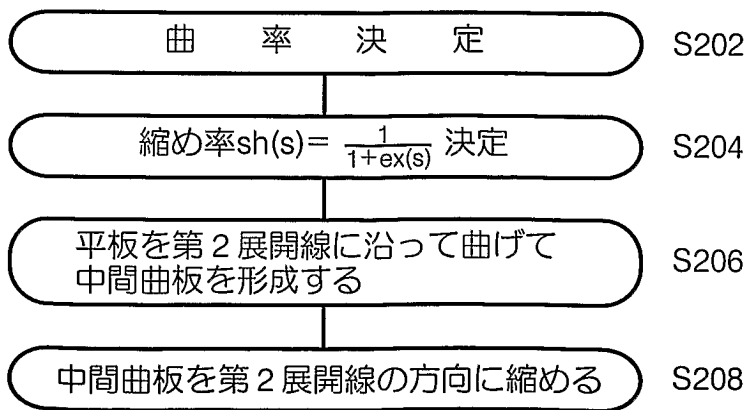 曲 率 決 定 S202
縮め率sh(s)= 1/1+ex(s) 決定 S204
平板を第２展開線に沿って曲げて
中間曲板を形成する S206
中間曲板を第２展開線の方向に縮める S208